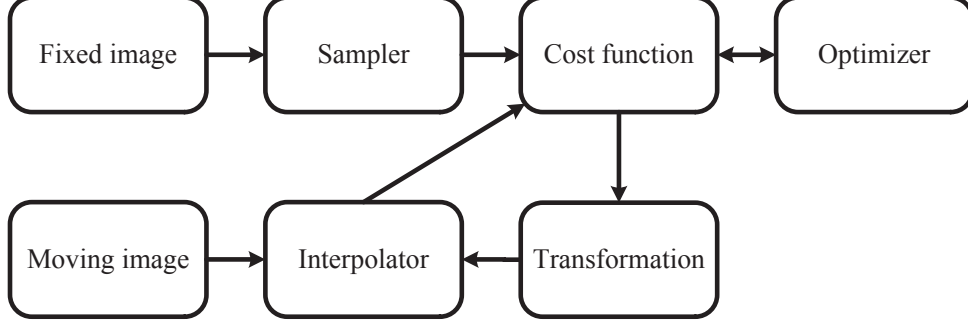 Fixed image
Sampler
Cost function
Optimizer
Moving image
Interpolator
Transformation